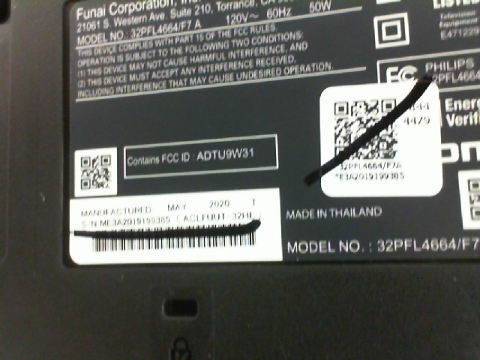 Funai Corporation, Inc.
21061 S. Western Ave. Suite 210, Torrance, CA
MODEL NO.: 32PFL4664/F7 A 120V~ 60Hz 50W
THIS DEVICE COMPLIES WITH PART 15 OF THE FCC RULES.
OPERATION IS SUBJECT TO THE FOLLOWING TWO CONDITIONS:
(1) THIS DEVICE MAY NOT CAUSE HARMFUL INTERFERENCE, AND
(2) THIS DEVICE MUST ACCEPT ANY INTERFERENCE RECEIVED,
INCLUDING INTERFERENCE THAT MAY CAUSE UNDESIRED OPERATION.
LISTED
E471229
FC PHILIPS
32PFL4664
4479
Ener
Verifi
32PFL4664/F7A
Contains FCC ID : ADTU9W31
MANUFACTURED MAY 2020 T
MADE IN THAILAND
MODEL NO. : 32PFL4664/F7